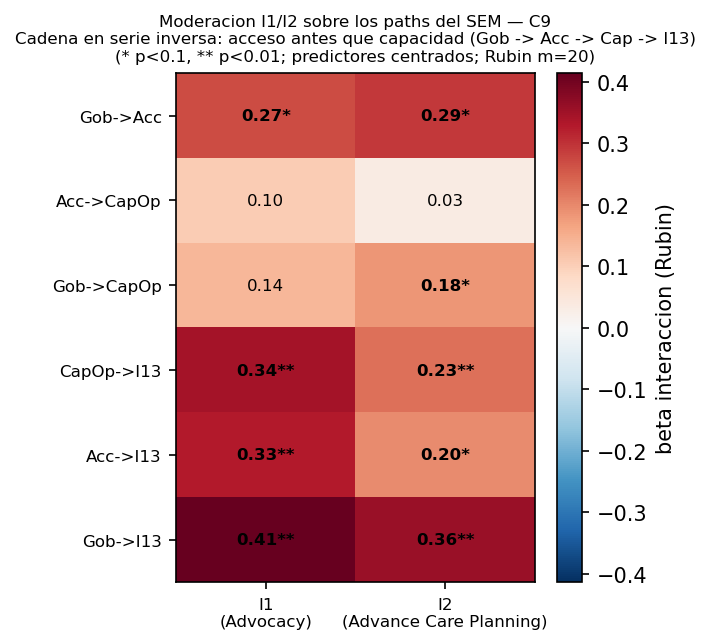 Moderacion I1/I2 sobre los paths del SEM — C9
Cadena en serie inversa: acceso antes que capacidad (Gob -> Acc -> Cap -> I13)
(* p<0.1, ** p<0.01; predictores centrados; Rubin m=20)
Gob->Acc 0.27* 0.29*
Acc->CapOp 0.10 0.03
Gob->CapOp 0.14 0.18*
CapOp->I13 0.34** 0.23**
Acc->I13 0.33** 0.20*
Gob->I13 0.41** 0.36**
I1 I2
(Advocacy) (Advance Care Planning)
0.4
0.3
0.2
0.1
0.0
−0.1
−0.2
−0.3
−0.4
beta interaccion (Rubin)